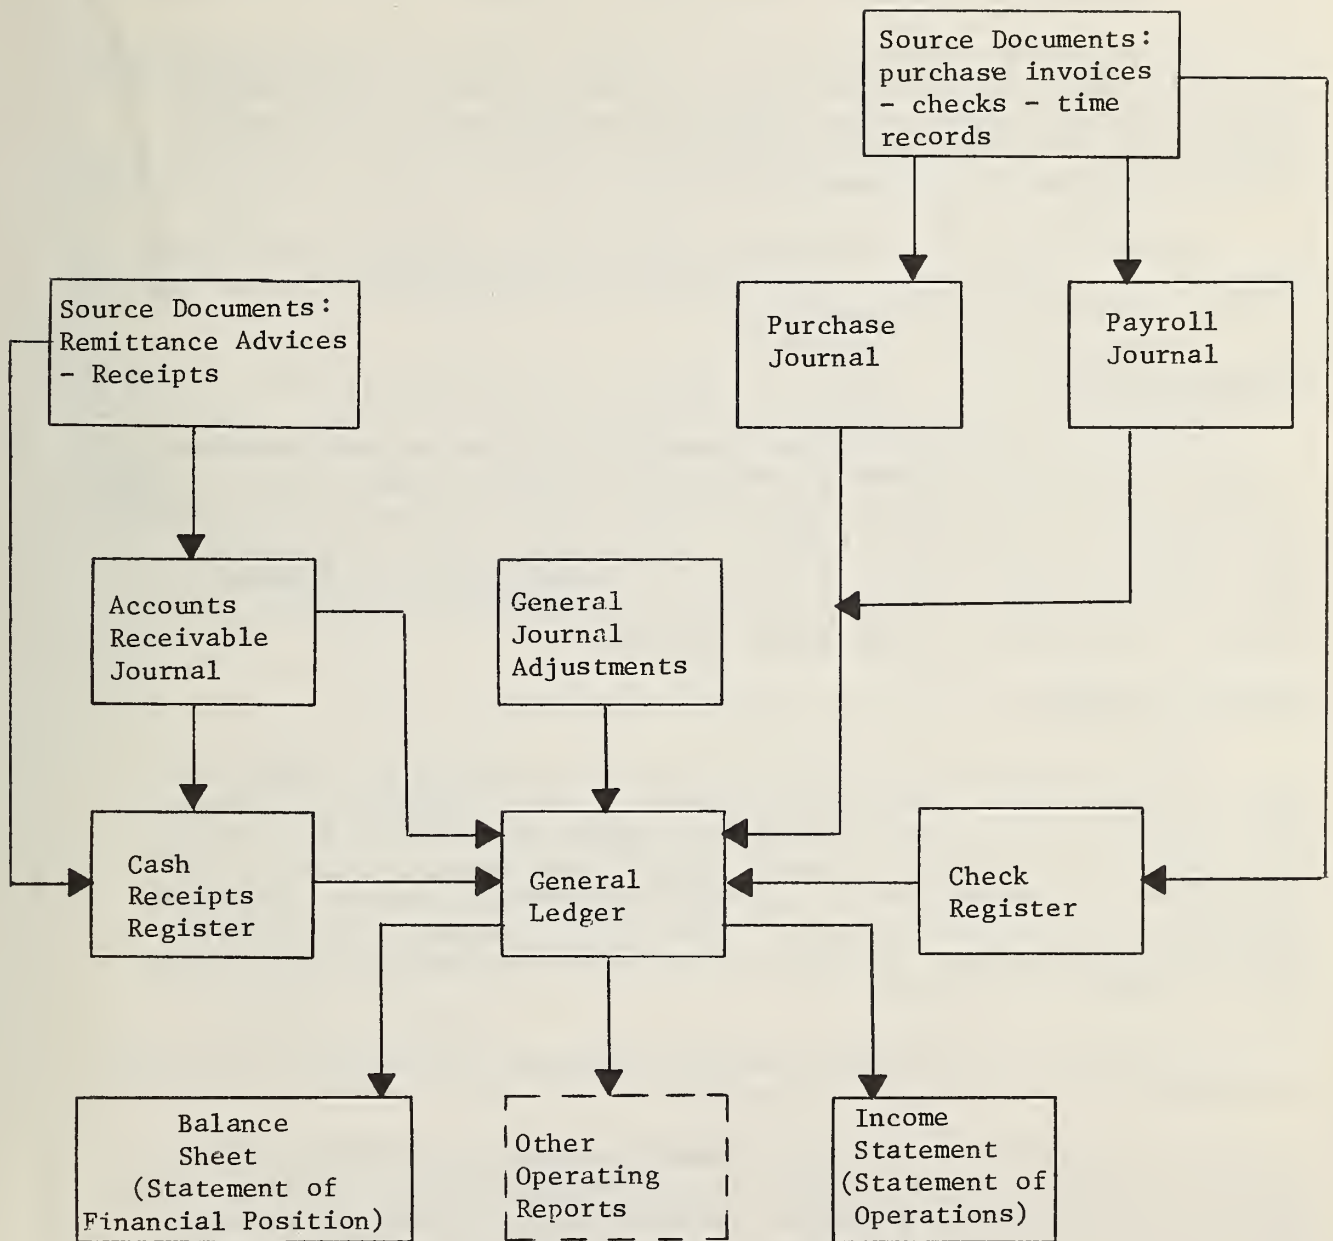 Source Documents:
purchase invoices
- checks - time
records
Source Documents:
Remittance Advices
- Receipts
Purchase
Journal
Payroll
Journal
Accounts
Receivable
Journal
General
Journal
Adjustments
Cash
Receipts
Register
General
Ledger
Check
Register
Balance
Sheet
(Statement of
Financial Position)
Other
Operating
Reports
Income
Statement
(Statement of
Operations)